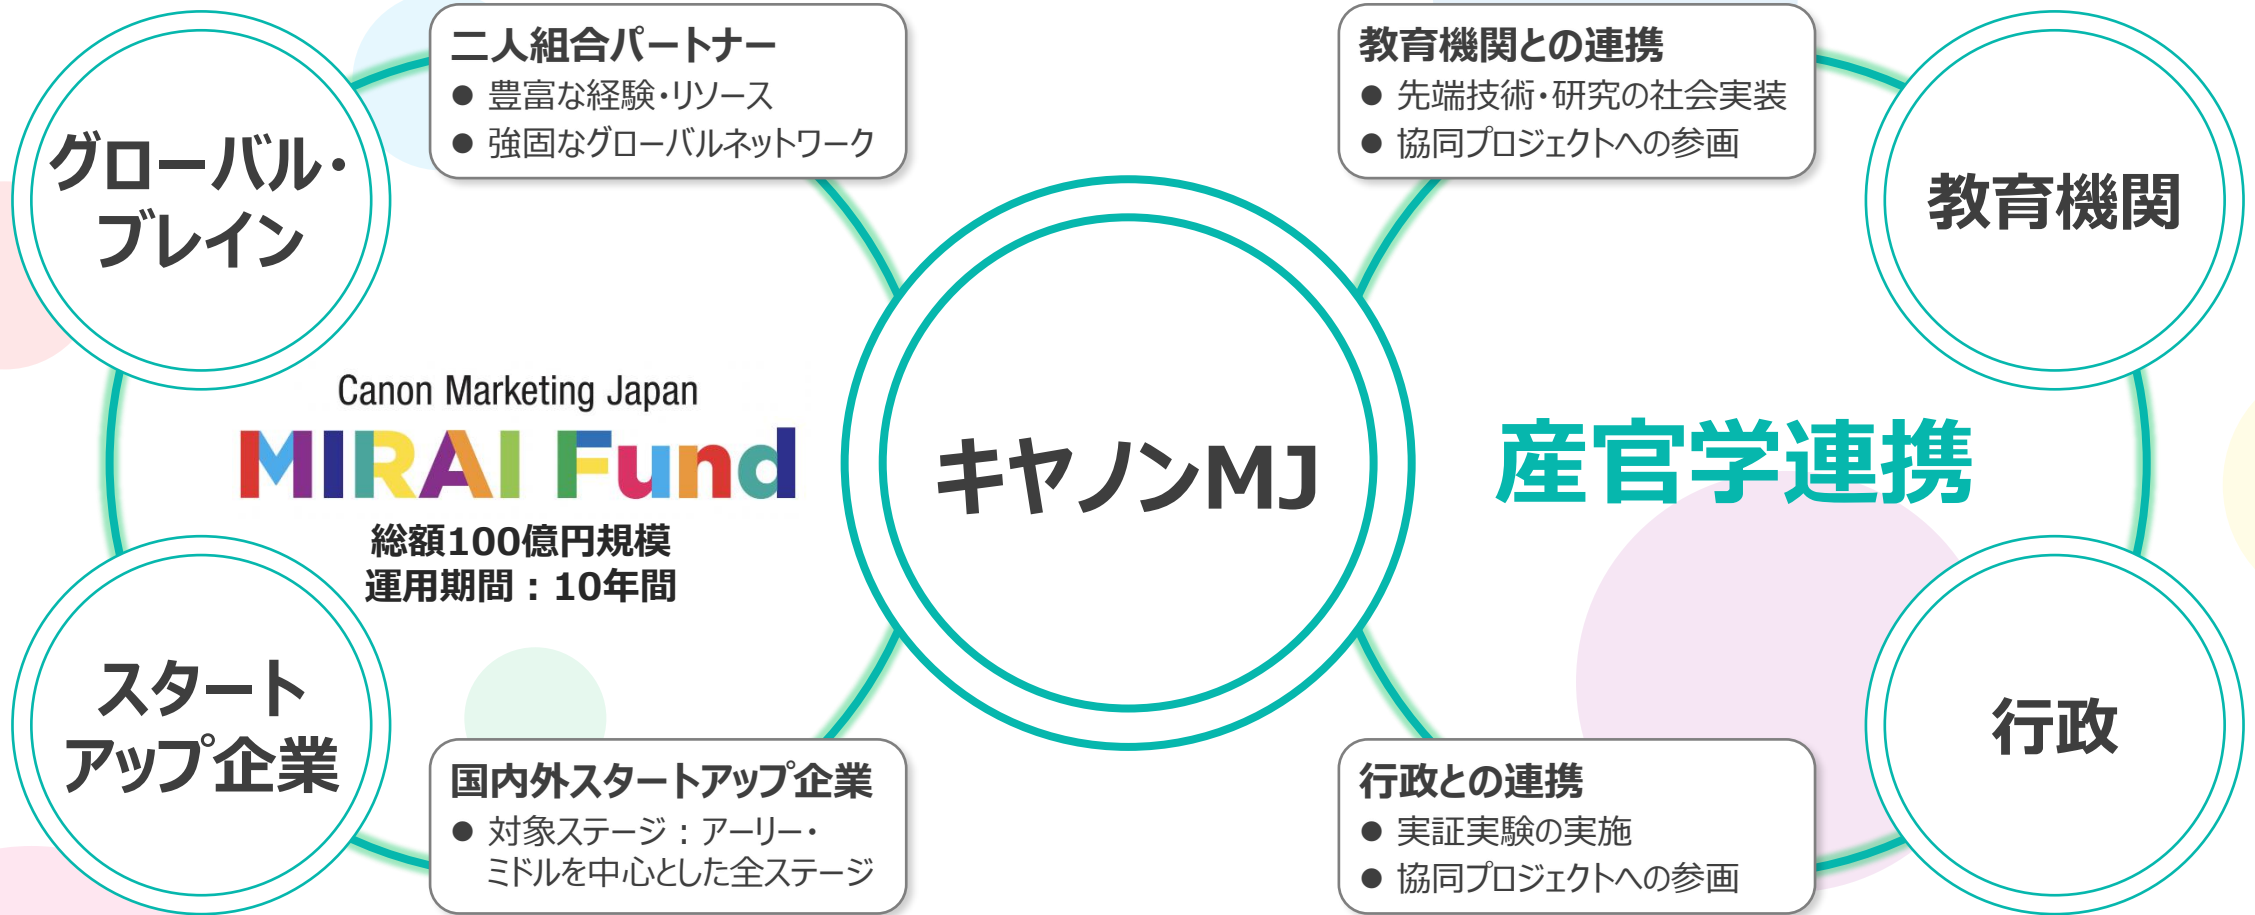 二人組合パートナー
● 豊富な経験・リソース
● 強固なグローバルネットワーク
教育機関との連携
● 先端技術・研究の社会実装
● 協同プロジェクトへの参画
グローバル・
ブレイン
教育機関
Canon Marketing Japan
MIRAI Fund
総額100億円規模
運用期間：10年間
キヤノンMJ
産官学連携
スタート
アップ企業
行政
国内外スタートアップ企業
● 対象ステージ：アーリー・
ミドルを中心とした全ステージ
行政との連携
● 実証実験の実施
● 協同プロジェクトへの参画